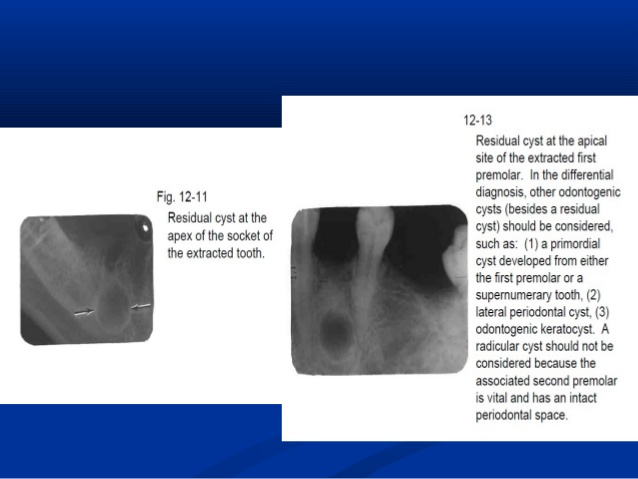 Fig. 12-11
Residual cyst at the
apex of the socket of
the extracted tooth.
12-13
Residual cyst at the apical
site of the extracted first
premolar. In the differential
diagnosis, other odontogenic
cysts (besides a residual
cyst) should be considered,
such as: (1) a primordial
cyst developed from either
the first premolar or a
supernumerary tooth, (2)
lateral periodontal cyst, (3)
odontogenic keratocyst. A
radicular cyst should not be
considered because the
associated second premolar
is vital and has an intact
periodontal space.